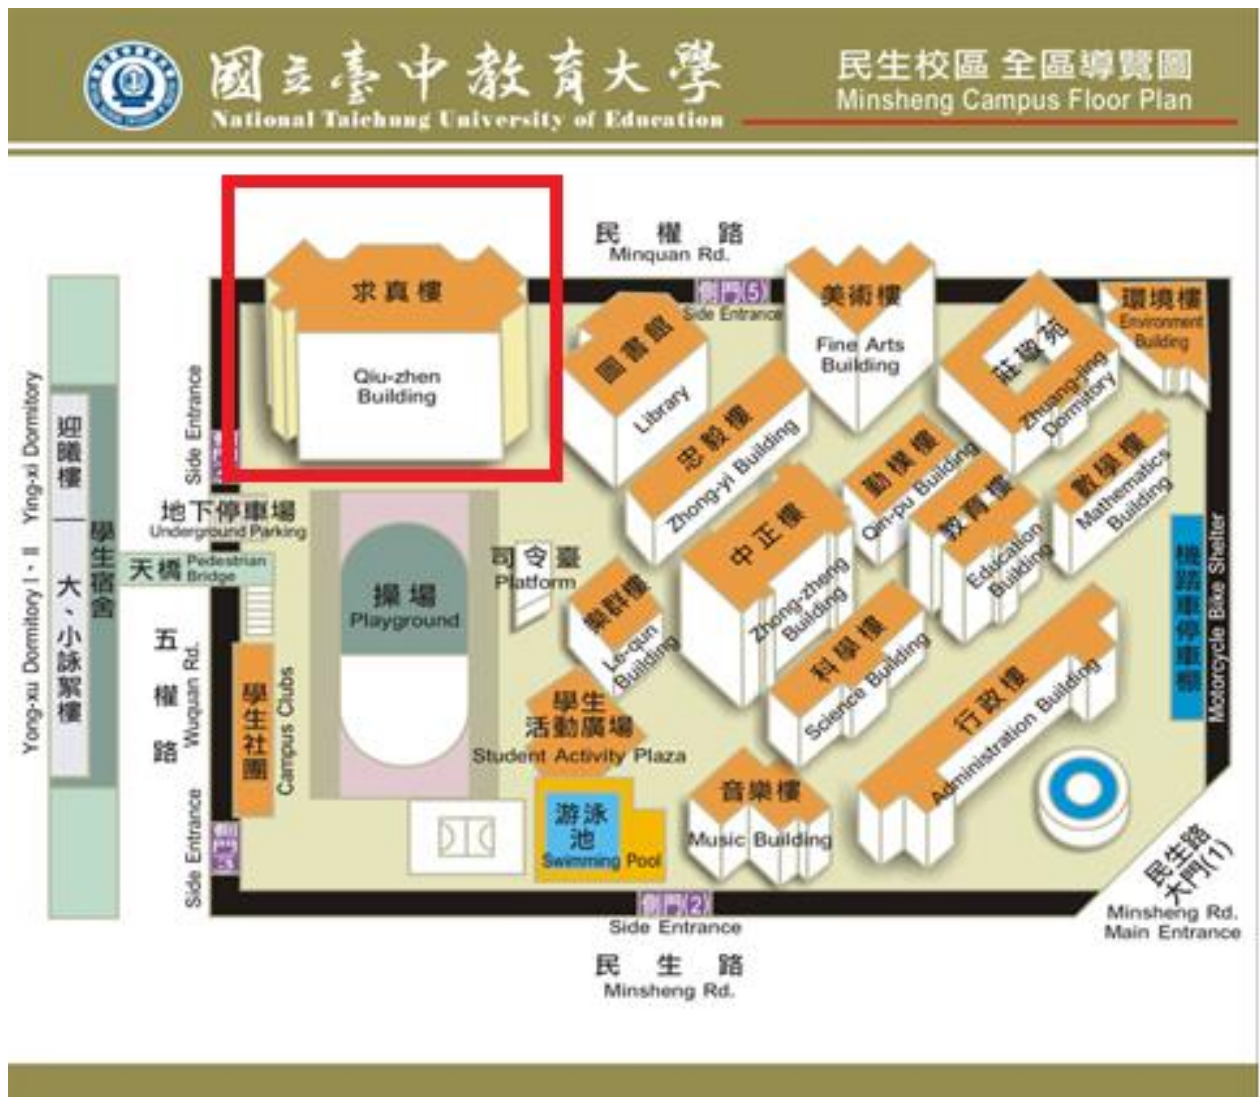 國立臺中教育大學
National Taichung University of Education
民生校區 全區導覽圖
Minsheng Campus Floor Plan
民權路
Minquan Rd.
側門(5)
Side Entrance
求真樓
Qiu-zhen
Building
圖書館
Library
美術樓
Fine Arts
Building
莊敬苑
Zhuang-jing
Dormitory
環境樓
Environment
Building
忠毅樓
Zhong-yi Building
勤樸樓
Qin-pu Building
教育樓
Education
Building
數學樓
Mathematics
Building
中正樓
Zhong-zheng
Building
樂群樓
Le-qun
Building
科學樓
Science Building
行政樓
Administration Building
機踏車停車棚
Motorcycle Bike Shelter
Side Entrance
地下停車場
Underground Parking
天橋
Pedestrian
Bridge
學生宿舍
迎曦樓
Ying-xi Dormitory
大、小詠絮樓
Yong-xu Dormitory I、II
五權路
Wuquan Rd.
學生社團
Campus Clubs
操場
Playground
司令臺
Platform
學生
活動廣場
Student Activity Plaza
游泳
池
Swimming Pool
音樂樓
Music Building
Side Entrance
側門(2)
Side Entrance
民生路
Minsheng Rd.
民生路
大門(1)
Minsheng Rd.
Main Entrance